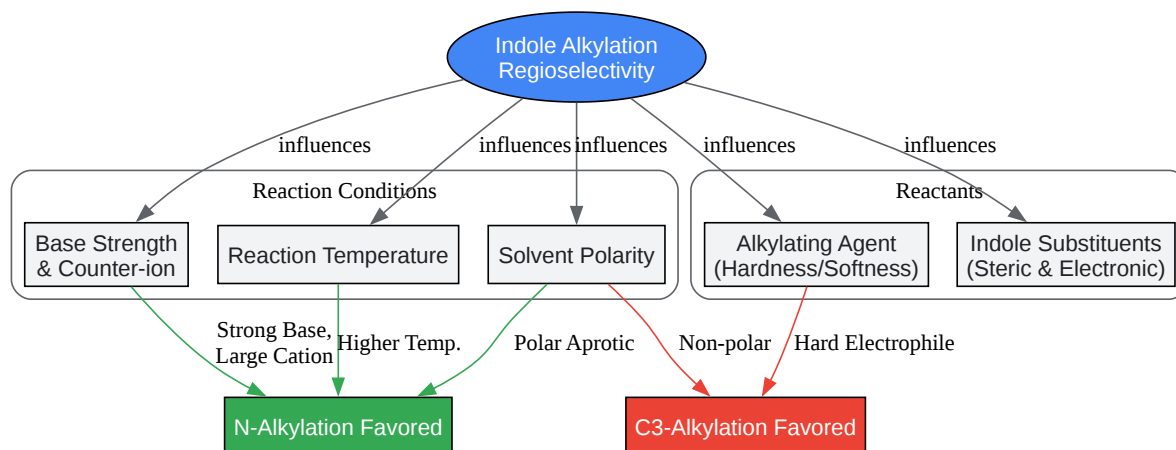 Indole Alkylation
Regioselectivity
influences
influences
influences
influences
influences
Reaction Conditions
Reactants
Base Strength
& Counter-ion
Reaction Temperature
Solvent Polarity
Alkylating Agent
(Hardness/Softness)
Indole Substituents
(Steric & Electronic)
Strong Base,
Large Cation
Higher Temp.
Polar Aprotic
Non-polar
Hard Electrophile
N-Alkylation Favored
C3-Alkylation Favored